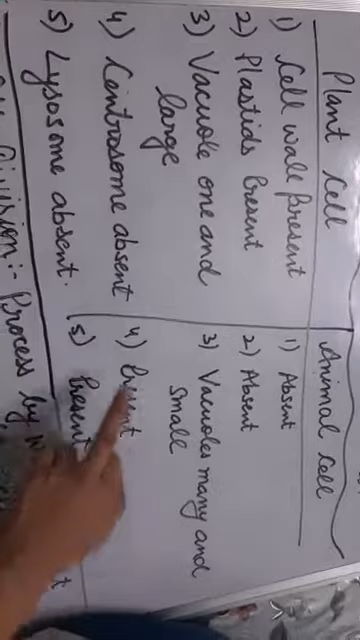 Plant Cell
Animal Cell
1) Cell wall Present
1) Absent
2) Plastids Present
2) Absent
3) Vacuole one and
large
3) Vacuoles many and
small
4) Centrosome absent
4) Present
5) Lysosome absent.
5) Present
Division:- Process by